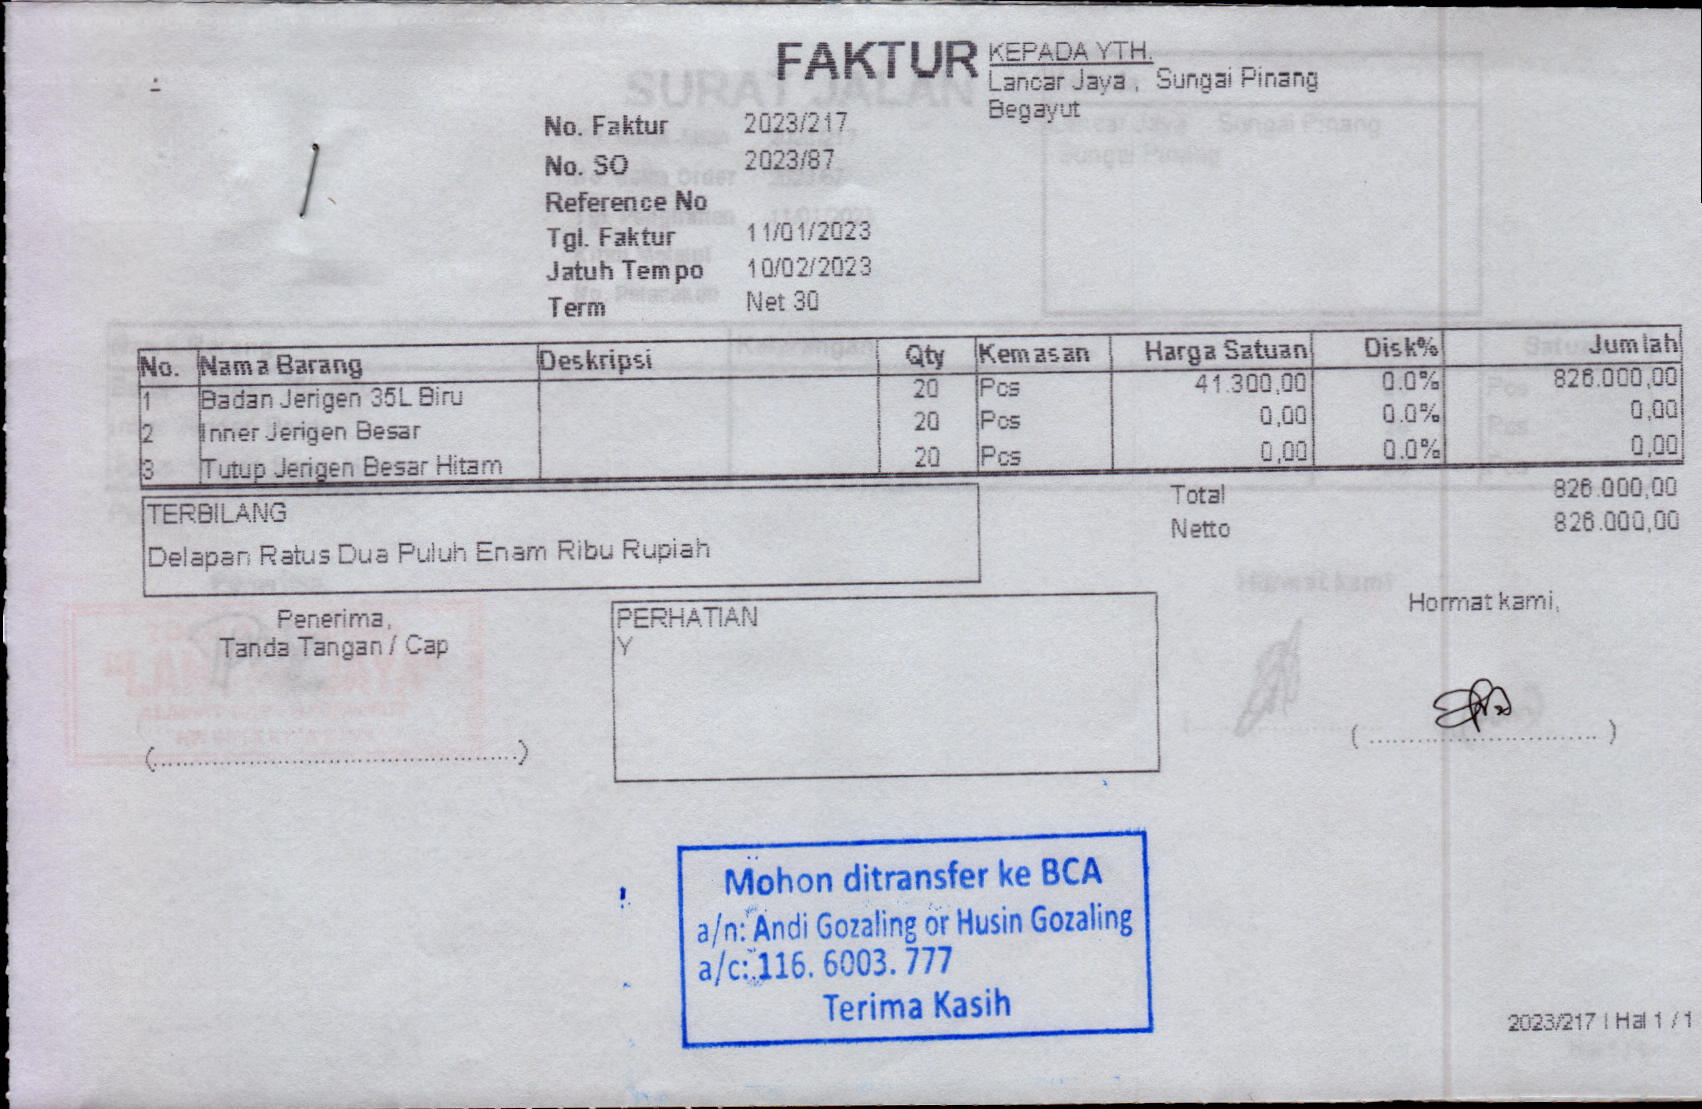 FAKTUR
KEPADA YTH.
Lancar Jaya , Sungai Pinang
Begayut
No. Faktur 2023/217
No. SO 2023/87
Reference No
Tgl. Faktur 11/01/2023
Jatuh Tempo 10/02/2023
Term Net 30
No. Nama Barang Deskripsi Qty Kemasan Harga Satuan Disk% Jumlah
1 Badan Jerigen 35L Biru 20 Pcs 41.300,00 0.0% 826.000,00
2 Inner Jerigen Besar 20 Pcs 0,00 0.0% 0,00
3 Tutup Jerigen Besar Hitam 20 Pcs 0,00 0.0% 0,00
Total 826.000,00
Netto 826.000,00
TERBILANG
Delapan Ratus Dua Puluh Enam Ribu Rupiah
Penerima,
Tanda Tangan / Cap
(..............................................)
PERHATIAN
Y
Hormat kami,
( .............................. )
Mohon ditransfer ke BCA
a/n: Andi Gozaling or Husin Gozaling
a/c: 116. 6003. 777
Terima Kasih
2023/217 | Hal 1 / 1
SURAT JALAN